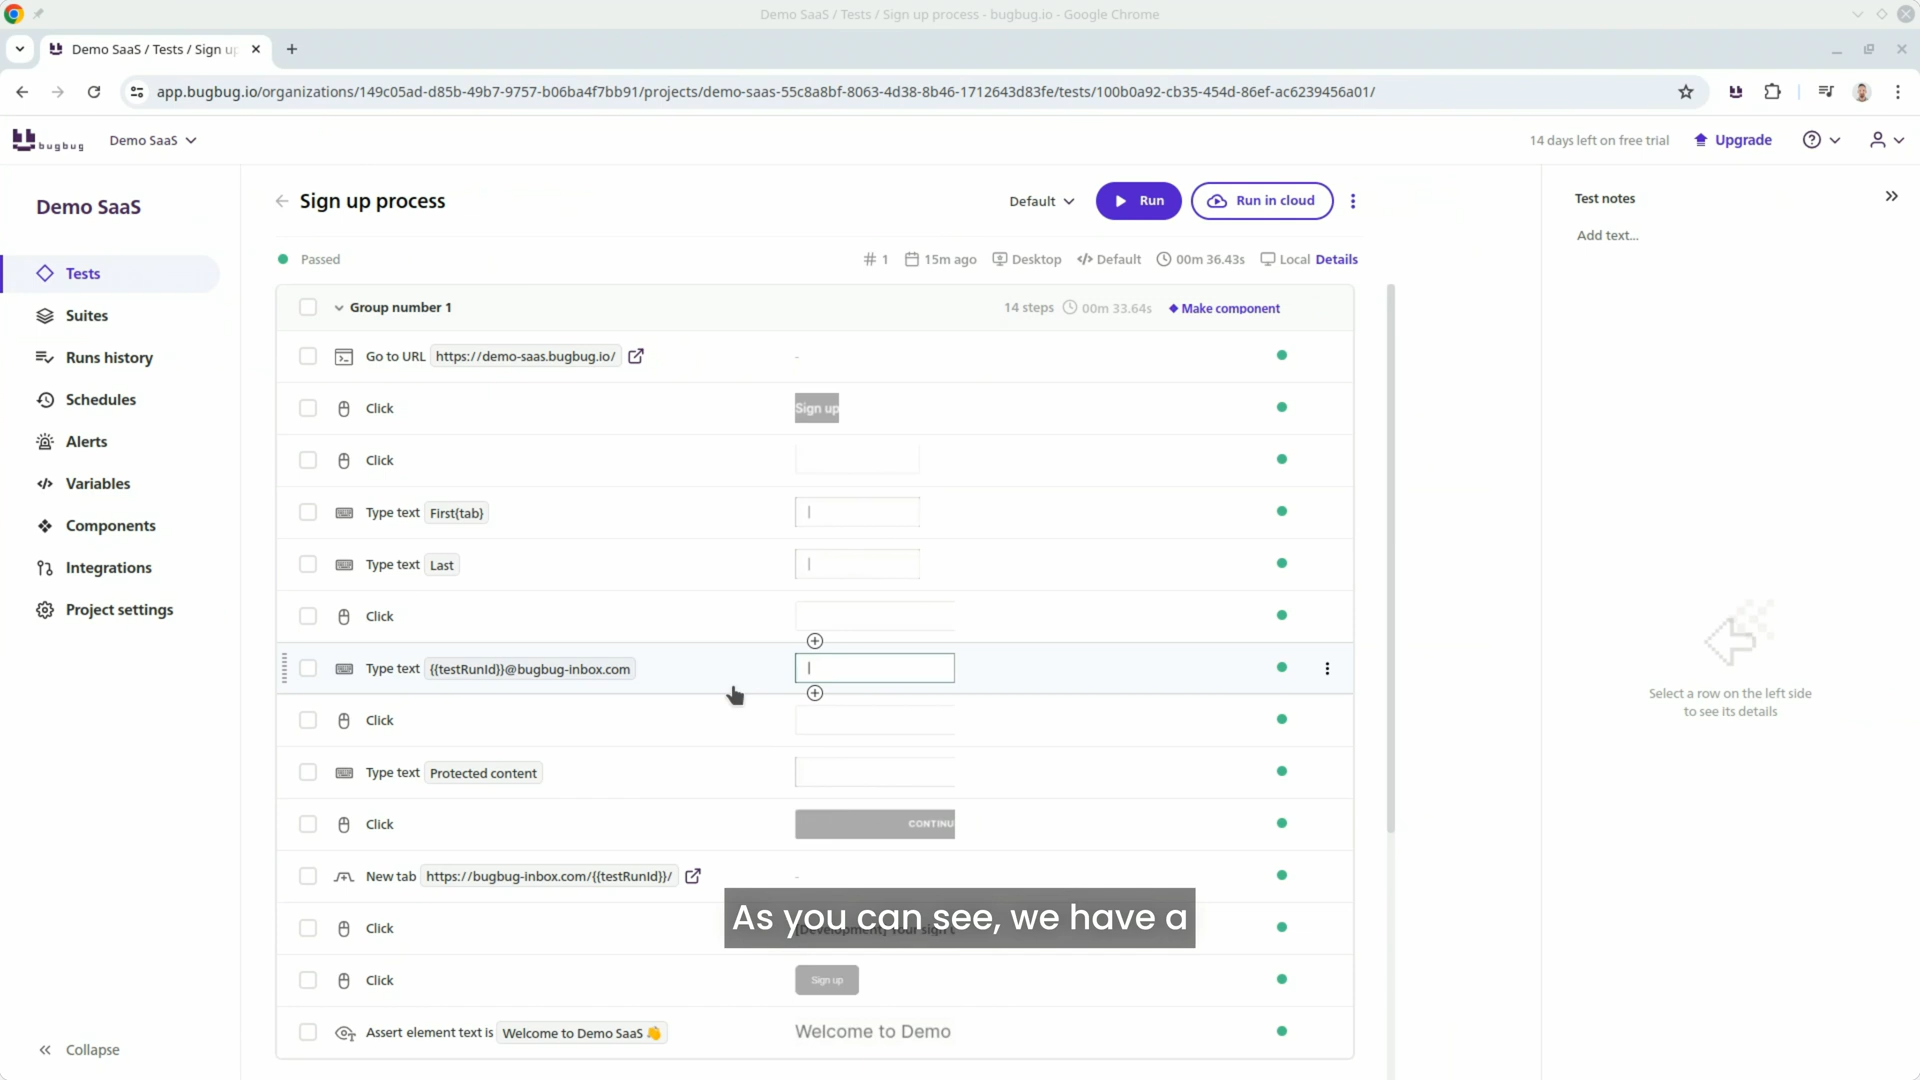 Demo SaaS / Tests / Sign up process - bugbug.io - Google Chrome
Demo SaaS / Tests / Sign up
app.bugbug.io/organizations/149c05ad-d85b-49b7-9757-b06ba4f7bb91/projects/demo-saas-55c8a8bf-8063-4d38-8b46-1712643d83fe/tests/100b0a92-cb35-454d-86ef-ac6239456a01/
bugbug
Demo SaaS
14 days left on free trial
Upgrade
Demo SaaS
Tests
Suites
Runs history
Schedules
Alerts
Variables
Components
Integrations
Project settings
Collapse
Sign up process
Default
Run
Run in cloud
Passed
# 1 15m ago Desktop </> Default 00m 36.43s Local Details
Group number 1
14 steps 00m 33.64s Make component
Go to URL https://demo-saas.bugbug.io/ -
Click Sign up
Click
Type text First{tab}
Type text Last
Click
Type text {{testRunId}}@bugbug-inbox.com
Click
Type text Protected content
Click CONTINU
New tab https://bugbug-inbox.com/{{testRunId}}/ -
Click [Development] Your sign
Click Sign up
Assert element text is Welcome to Demo SaaS 👋 Welcome to Demo
As you can see, we have a
Test notes
Add text...
Select a row on the left side
to see its details